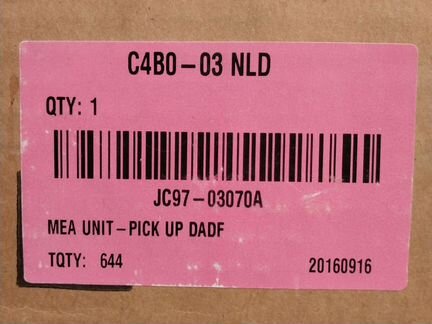 C4B0-03 NLD
QTY: 1
JC97-03070A
MEA UNIT-PICK UP DADF
TQTY: 644 20160916